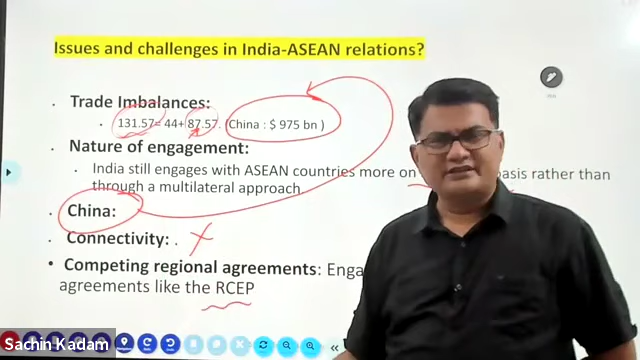 Issues and challenges in India-ASEAN relations?
Trade Imbalances:
131.57= 44+ 87.57. (China : $ 975 bn )
Nature of engagement:
India still engages with ASEAN countries more on asis rather than
through a multilateral approach
China:
Connectivity: .
Competing regional agreements: Enga
agreements like the RCEP
Sachin Kadam